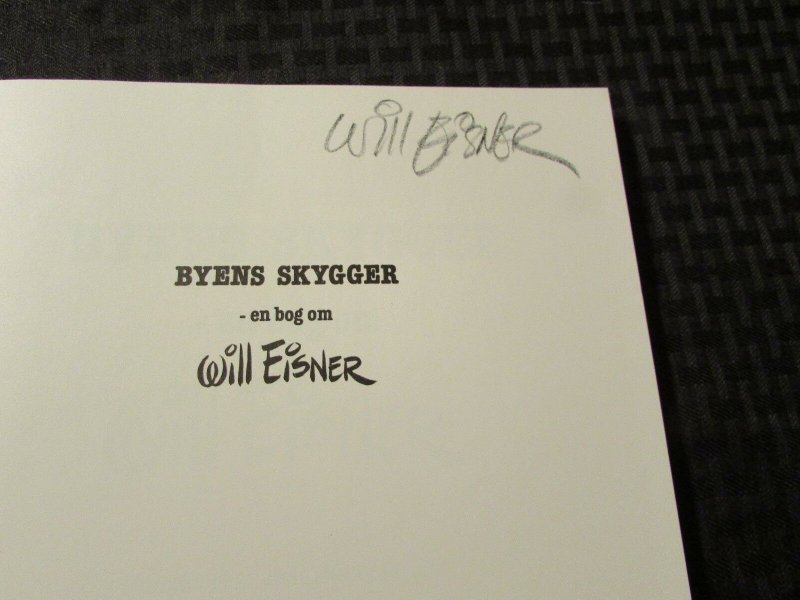 Will Eisner
BYENS SKYGGER
- en bog om
Will EisNER